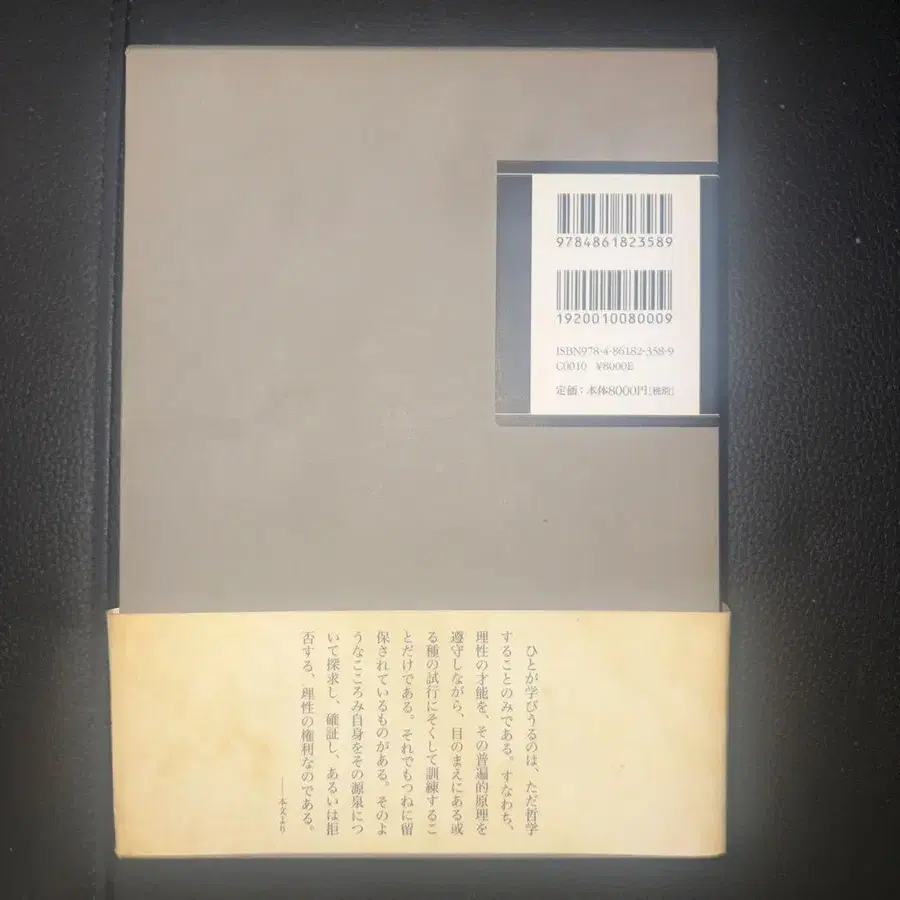 9784861823589
1920010080009
ISBN978-4-86182-358-9
C0010 ¥8000E
定価:本体8000円[税別]
ひとが学びうるのは、ただ哲学
することのみである。すなわち、
理性の才能を、その普遍的原理を
遵守しながら、目のまえにある或
る種の試行にそくして訓練するこ
とだけである。それでもつねに留
保されているものがある。そのよ
うなこころみ自身をその源泉につ
いて探求し、確証し、あるいは拒
否する、理性の権利なのである。
──本文より